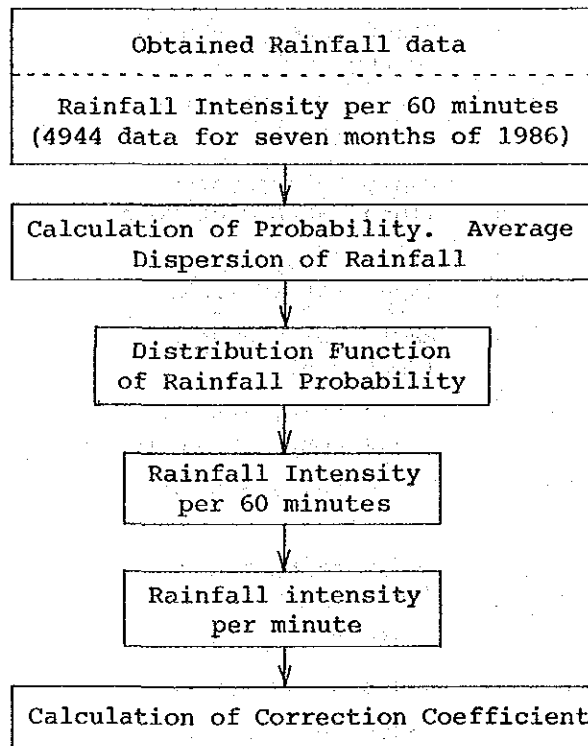 Obtained Rainfall data
Rainfall Intensity per 60 minutes
(4944 data for seven months of 1986)
Calculation of Probability. Average
Dispersion of Rainfall
Distribution Function
of Rainfall Probability
Rainfall Intensity
per 60 minutes
Rainfall intensity
per minute
Calculation of Correction Coefficient